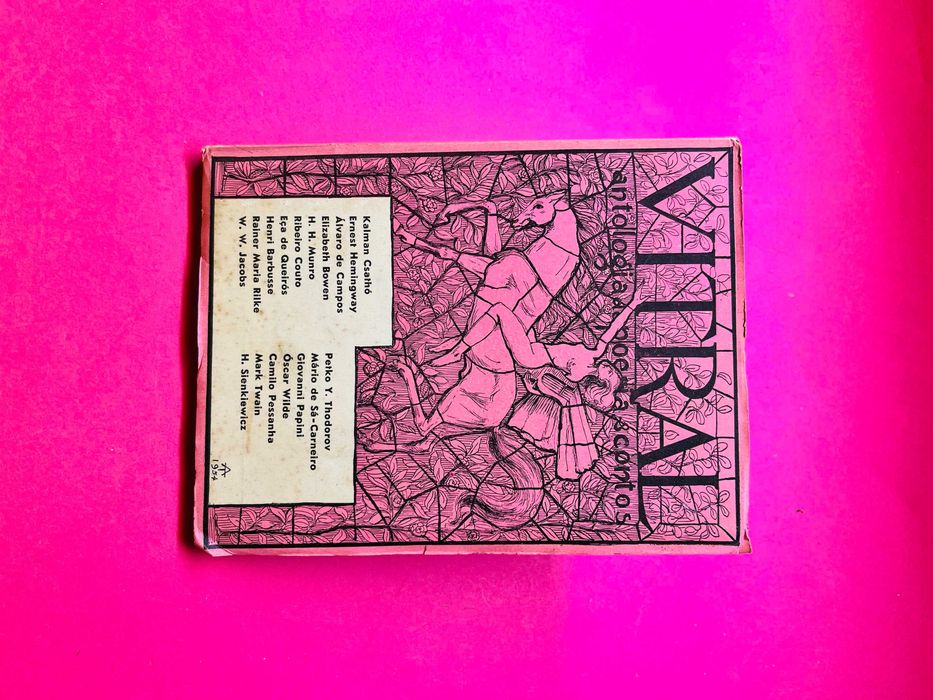 VITRAL
antologia de poesia & contos
Kalman Csathó
Ernest Hemingway
Álvaro de Campos
Elizabeth Bowen
H. H. Munro
Ribeiro Couto
Eça de Queirós
Henri Barbusse
Rainer Maria Rilke
W. W. Jacobs
Petko Y. Thodorov
Mário de Sá-Carneiro
Giovanni Papini
Óscar Wilde
Camilo Pessanha
Mark Twain
H. Sienkiewicz
1954